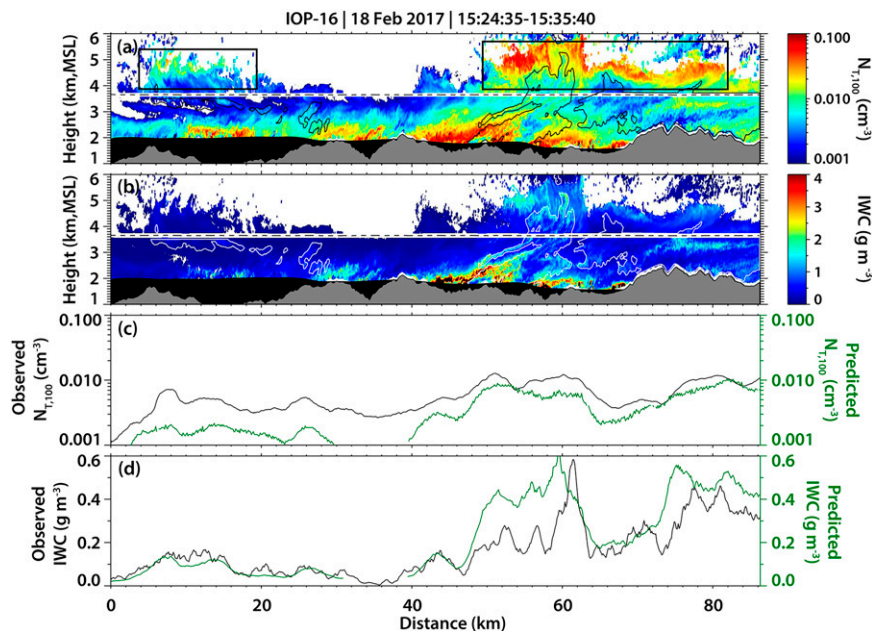 IOP-16 | 18 Feb 2017 | 15:24:35-15:35:40
(a)
Height (km,MSL)
6
5
4
3
2
1
0.100
0.010
0.001
N_T,100 (cm⁻³)
(b)
Height (km,MSL)
6
5
4
3
2
1
4
3
2
1
0
IWC (g m⁻³)
(c)
Observed
N_T,100 (cm⁻³)
0.100
0.010
0.001
0.100
0.010
0.001
Predicted
N_T,100 (cm⁻³)
(d)
Observed
IWC (g m⁻³)
0.6
0.4
0.2
0.0
0.6
0.4
0.2
0.0
Predicted
IWC (g m⁻³)
0 20 40 60 80
Distance (km)